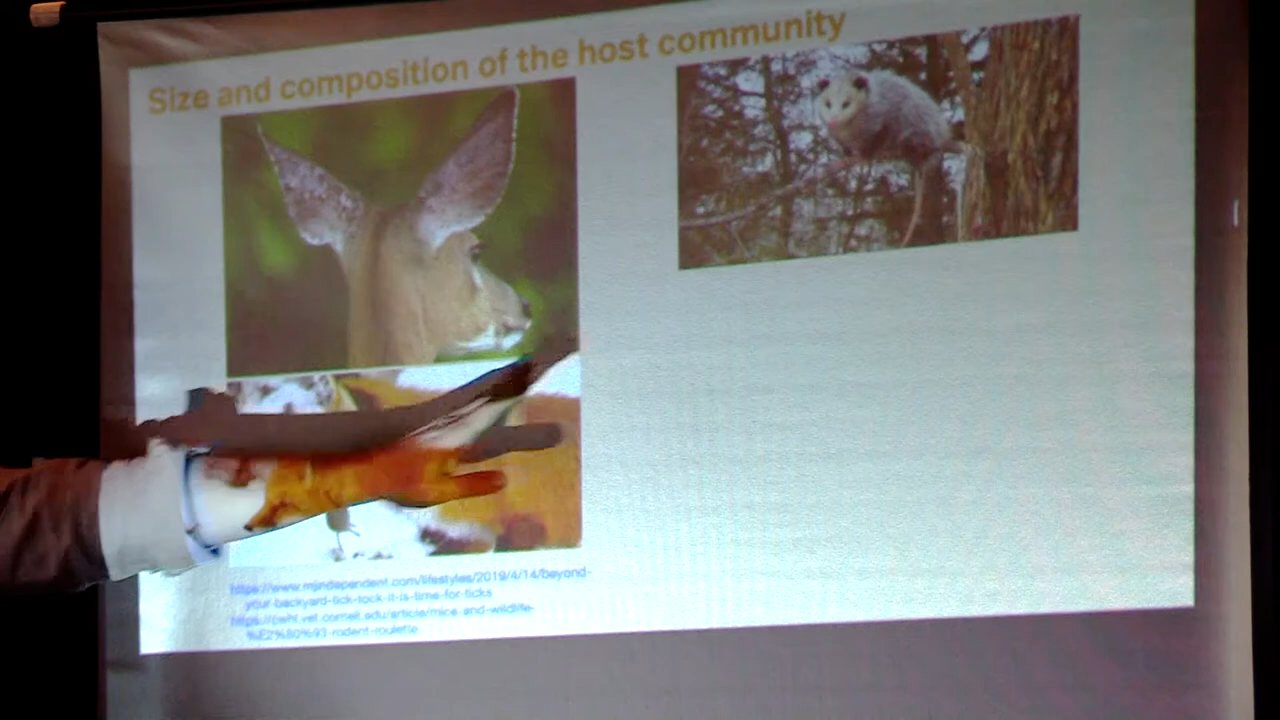 Size and composition of the host community
https://www.mjindependent.com/lifestyles/2019/4/14/beyond-
your-backyard-tick-tock-it-is-time-for-ticks
https://cwhl.vet.cornell.edu/article/mice-and-wildlife-
%E2%80%93-rodent-roulette